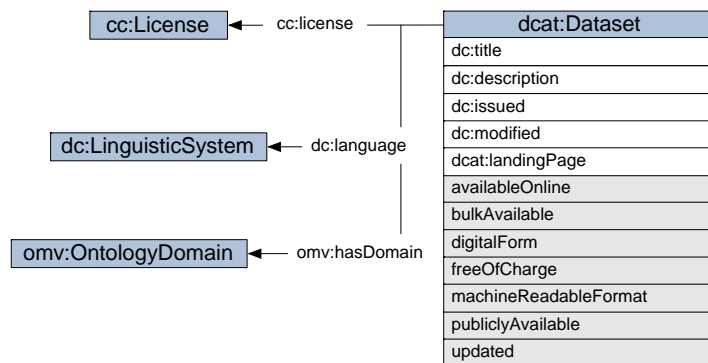 cc:License
cc:license
dcat:Dataset
dc:title
dc:description
dc:issued
dc:modified
dcat:landingPage
dc:LinguisticSystem
dc:language
availableOnline
bulkAvailable
digitalForm
omv:OntologyDomain
omv:hasDomain
freeOfCharge
machineReadableFormat
publiclyAvailable
updated